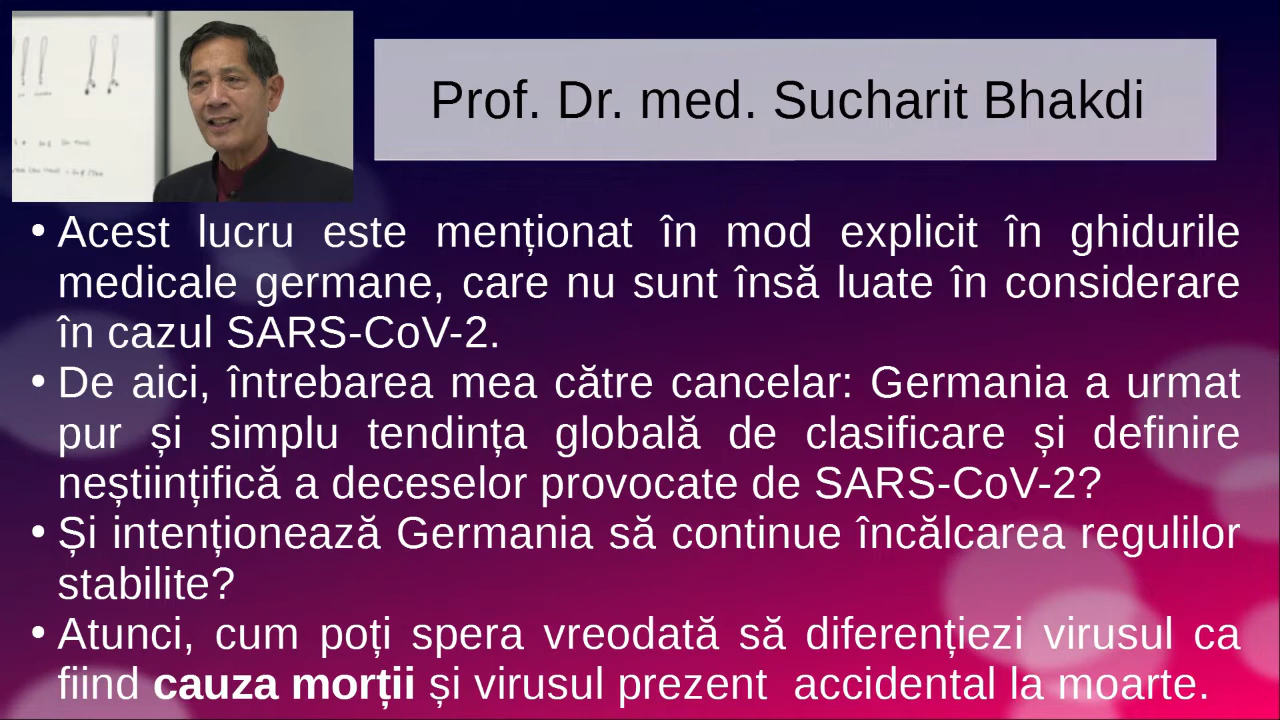 Prof. Dr. med. Sucharit Bhakdi
• Acest lucru este menționat în mod explicit în ghidurile
medicale germane, care nu sunt însă luate în considerare
în cazul SARS-CoV-2.
• De aici, întrebarea mea către cancelar: Germania a urmat
pur și simplu tendința globală de clasificare și definire
neștiințifică a deceselor provocate de SARS-CoV-2?
• Și intenționează Germania să continue încălcarea regulilor
stabilite?
• Atunci, cum poți spera vreodată să diferențiezi virusul ca
fiind cauza morții și virusul prezent  accidental la moarte.